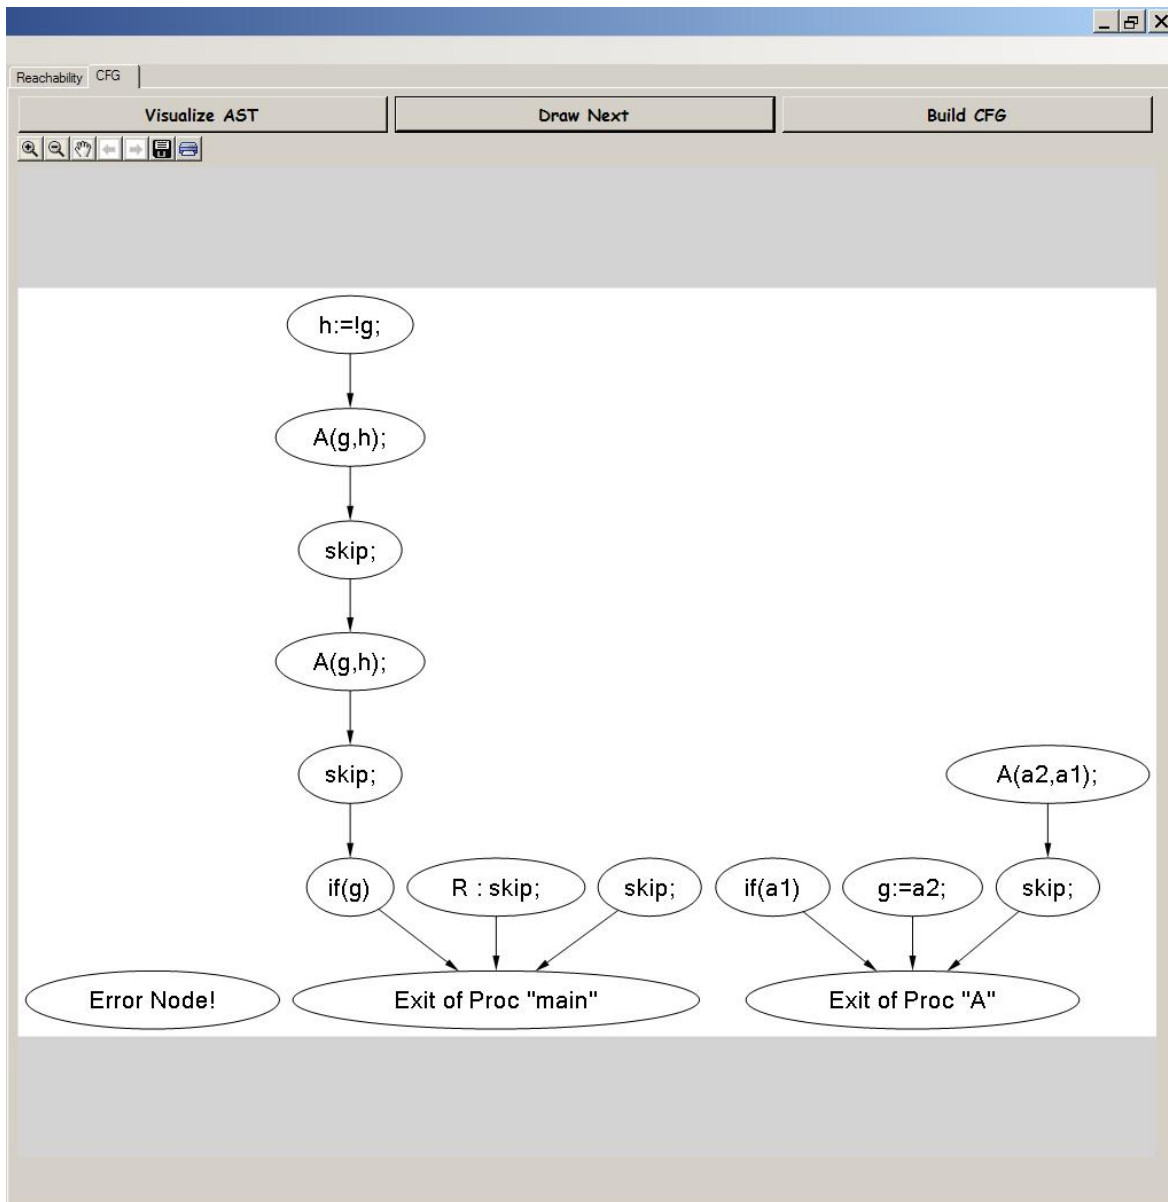 Reachability CFG
Visualize AST Draw Next Build CFG
h:=!g;
A(g,h);
skip;
A(g,h);
skip; A(a2,a1);
if(g) R : skip; skip; if(a1) g:=a2; skip;
Error Node! Exit of Proc "main" Exit of Proc "A"